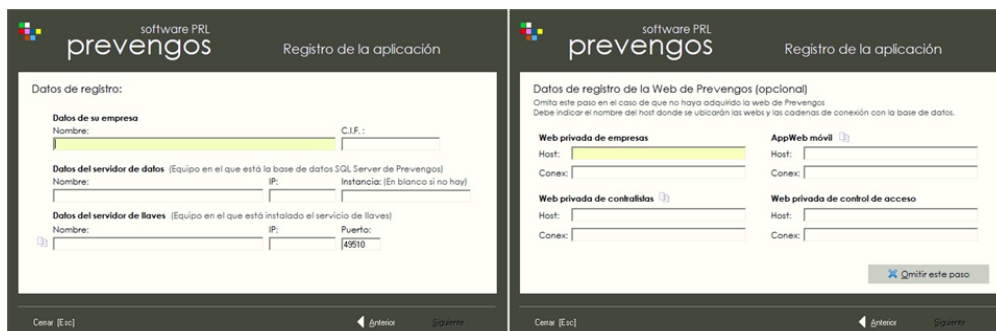 software PRL
prevengos
Registro de la aplicación
Datos de registro:
Datos de su empresa
Nombre: C.I.F. :
Datos del servidor de datos (Equipo en el que está la base de datos SQL Server de Prevengos)
Nombre: IP: Instancia: (En blanco si no hay)
Datos del servidor de llaves (Equipo en el que está instalado el servicio de llaves)
Nombre: IP: Puerto:
49510
Cerrar [Esc] Anterior Siguiente
software PRL
prevengos
Registro de la aplicación
Datos de registro de la Web de Prevengos (opcional)
Omita este paso en el caso de que no haya adquirido la web de Prevengos
Debe indicar el nombre del host donde se ubicarán las webs y las cadenas de conexión con la base de datos.
Web privada de empresas AppWeb móvil
Host: Host:
Conex: Conex:
Web privada de contratistas Web privada de control de acceso
Host: Host:
Conex: Conex:
Omitir este paso
Cerrar [Esc] Anterior Siguiente